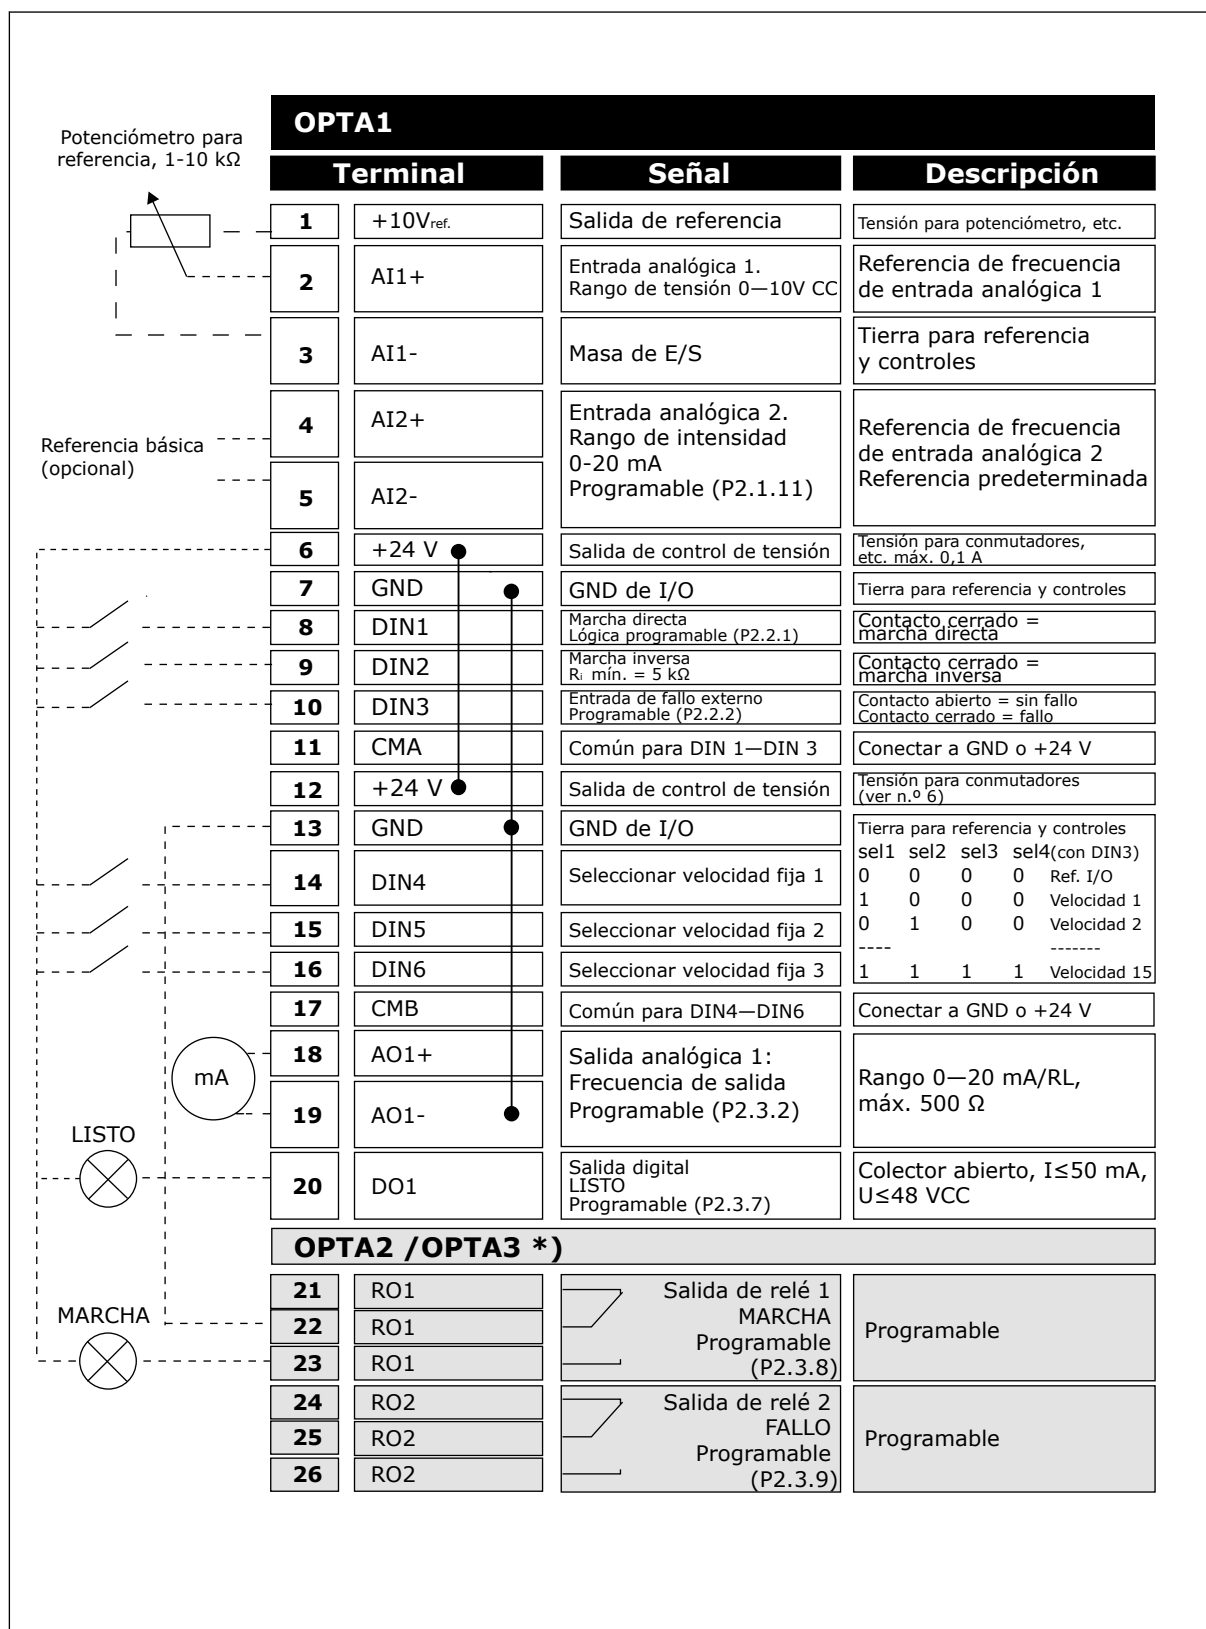 OPTA1
Potenciómetro para
referencia, 1-10 kΩ
Terminal Señal Descripción
1 +10Vref. Salida de referencia Tensión para potenciómetro, etc.
2 AI1+ Entrada analógica 1.
Rango de tensión 0—10V CC
Referencia de frecuencia
de entrada analógica 1
3 AI1- Masa de E/S
Tierra para referencia
y controles
Referencia básica
(opcional)
4 AI2+
5 AI2-
Entrada analógica 2.
Rango de intensidad
0-20 mA
Programable (P2.1.11)
Referencia de frecuencia
de entrada analógica 2
Referencia predeterminada
6 +24 V Salida de control de tensión
Tensión para conmutadores,
etc. máx. 0,1 A
7 GND GND de I/O Tierra para referencia y controles
8 DIN1
Marcha directa
Lógica programable (P2.2.1)
Contacto cerrado =
marcha directa
9 DIN2
Marcha inversa
Ri mín. = 5 kΩ
Contacto cerrado =
marcha inversa
10 DIN3
Entrada de fallo externo
Programable (P2.2.2)
Contacto abierto = sin fallo
Contacto cerrado = fallo
11 CMA Común para DIN 1—DIN 3 Conectar a GND o +24 V
12 +24 V Salida de control de tensión
Tensión para conmutadores
(ver n.º 6)
13 GND GND de I/O Tierra para referencia y controles
sel1 sel2 sel3 sel4(con DIN3)
0 0 0 0 Ref. I/O
1 0 0 0 Velocidad 1
0 1 0 0 Velocidad 2
---- -------
1 1 1 1 Velocidad 15
14 DIN4 Seleccionar velocidad fija 1
15 DIN5 Seleccionar velocidad fija 2
16 DIN6 Seleccionar velocidad fija 3
17 CMB Común para DIN4—DIN6 Conectar a GND o +24 V
mA
18 AO1+
19 AO1-
Salida analógica 1:
Frecuencia de salida
Programable (P2.3.2)
Rango 0—20 mA/RL,
máx. 500 Ω
LISTO
20 DO1
Salida digital
LISTO
Programable (P2.3.7)
Colector abierto, I≤50 mA,
U≤48 VCC
OPTA2 /OPTA3 *)
MARCHA
21 RO1
22 RO1
23 RO1
Salida de relé 1
MARCHA
Programable
(P2.3.8)
Programable
24 RO2
25 RO2
26 RO2
Salida de relé 2
FALLO
Programable
(P2.3.9)
Programable